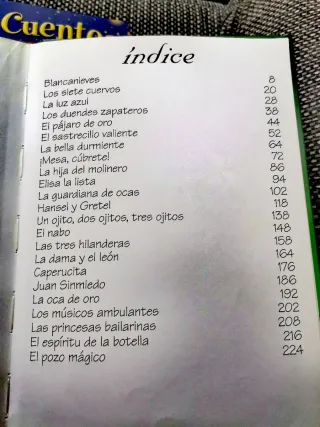 Cuento
índice
Blancanieves 8
Los siete cuervos 20
La luz azul 28
Los duendes zapateros 38
El pájaro de oro 44
El sastrecillo valiente 52
La bella durmiente 64
¡Mesa, cúbrete! 72
La hija del molinero 86
Elisa la lista 94
La guardiana de ocas 102
Hansel y Gretel 118
Un ojito, dos ojitos, tres ojitos 138
El nabo 148
Las tres hilanderas 158
La dama y el león 164
Caperucita 176
Juan Sinmiedo 186
La oca de oro 192
Los músicos ambulantes 202
Las princesas bailarinas 208
El espíritu de la botella 216
El pozo mágico 224